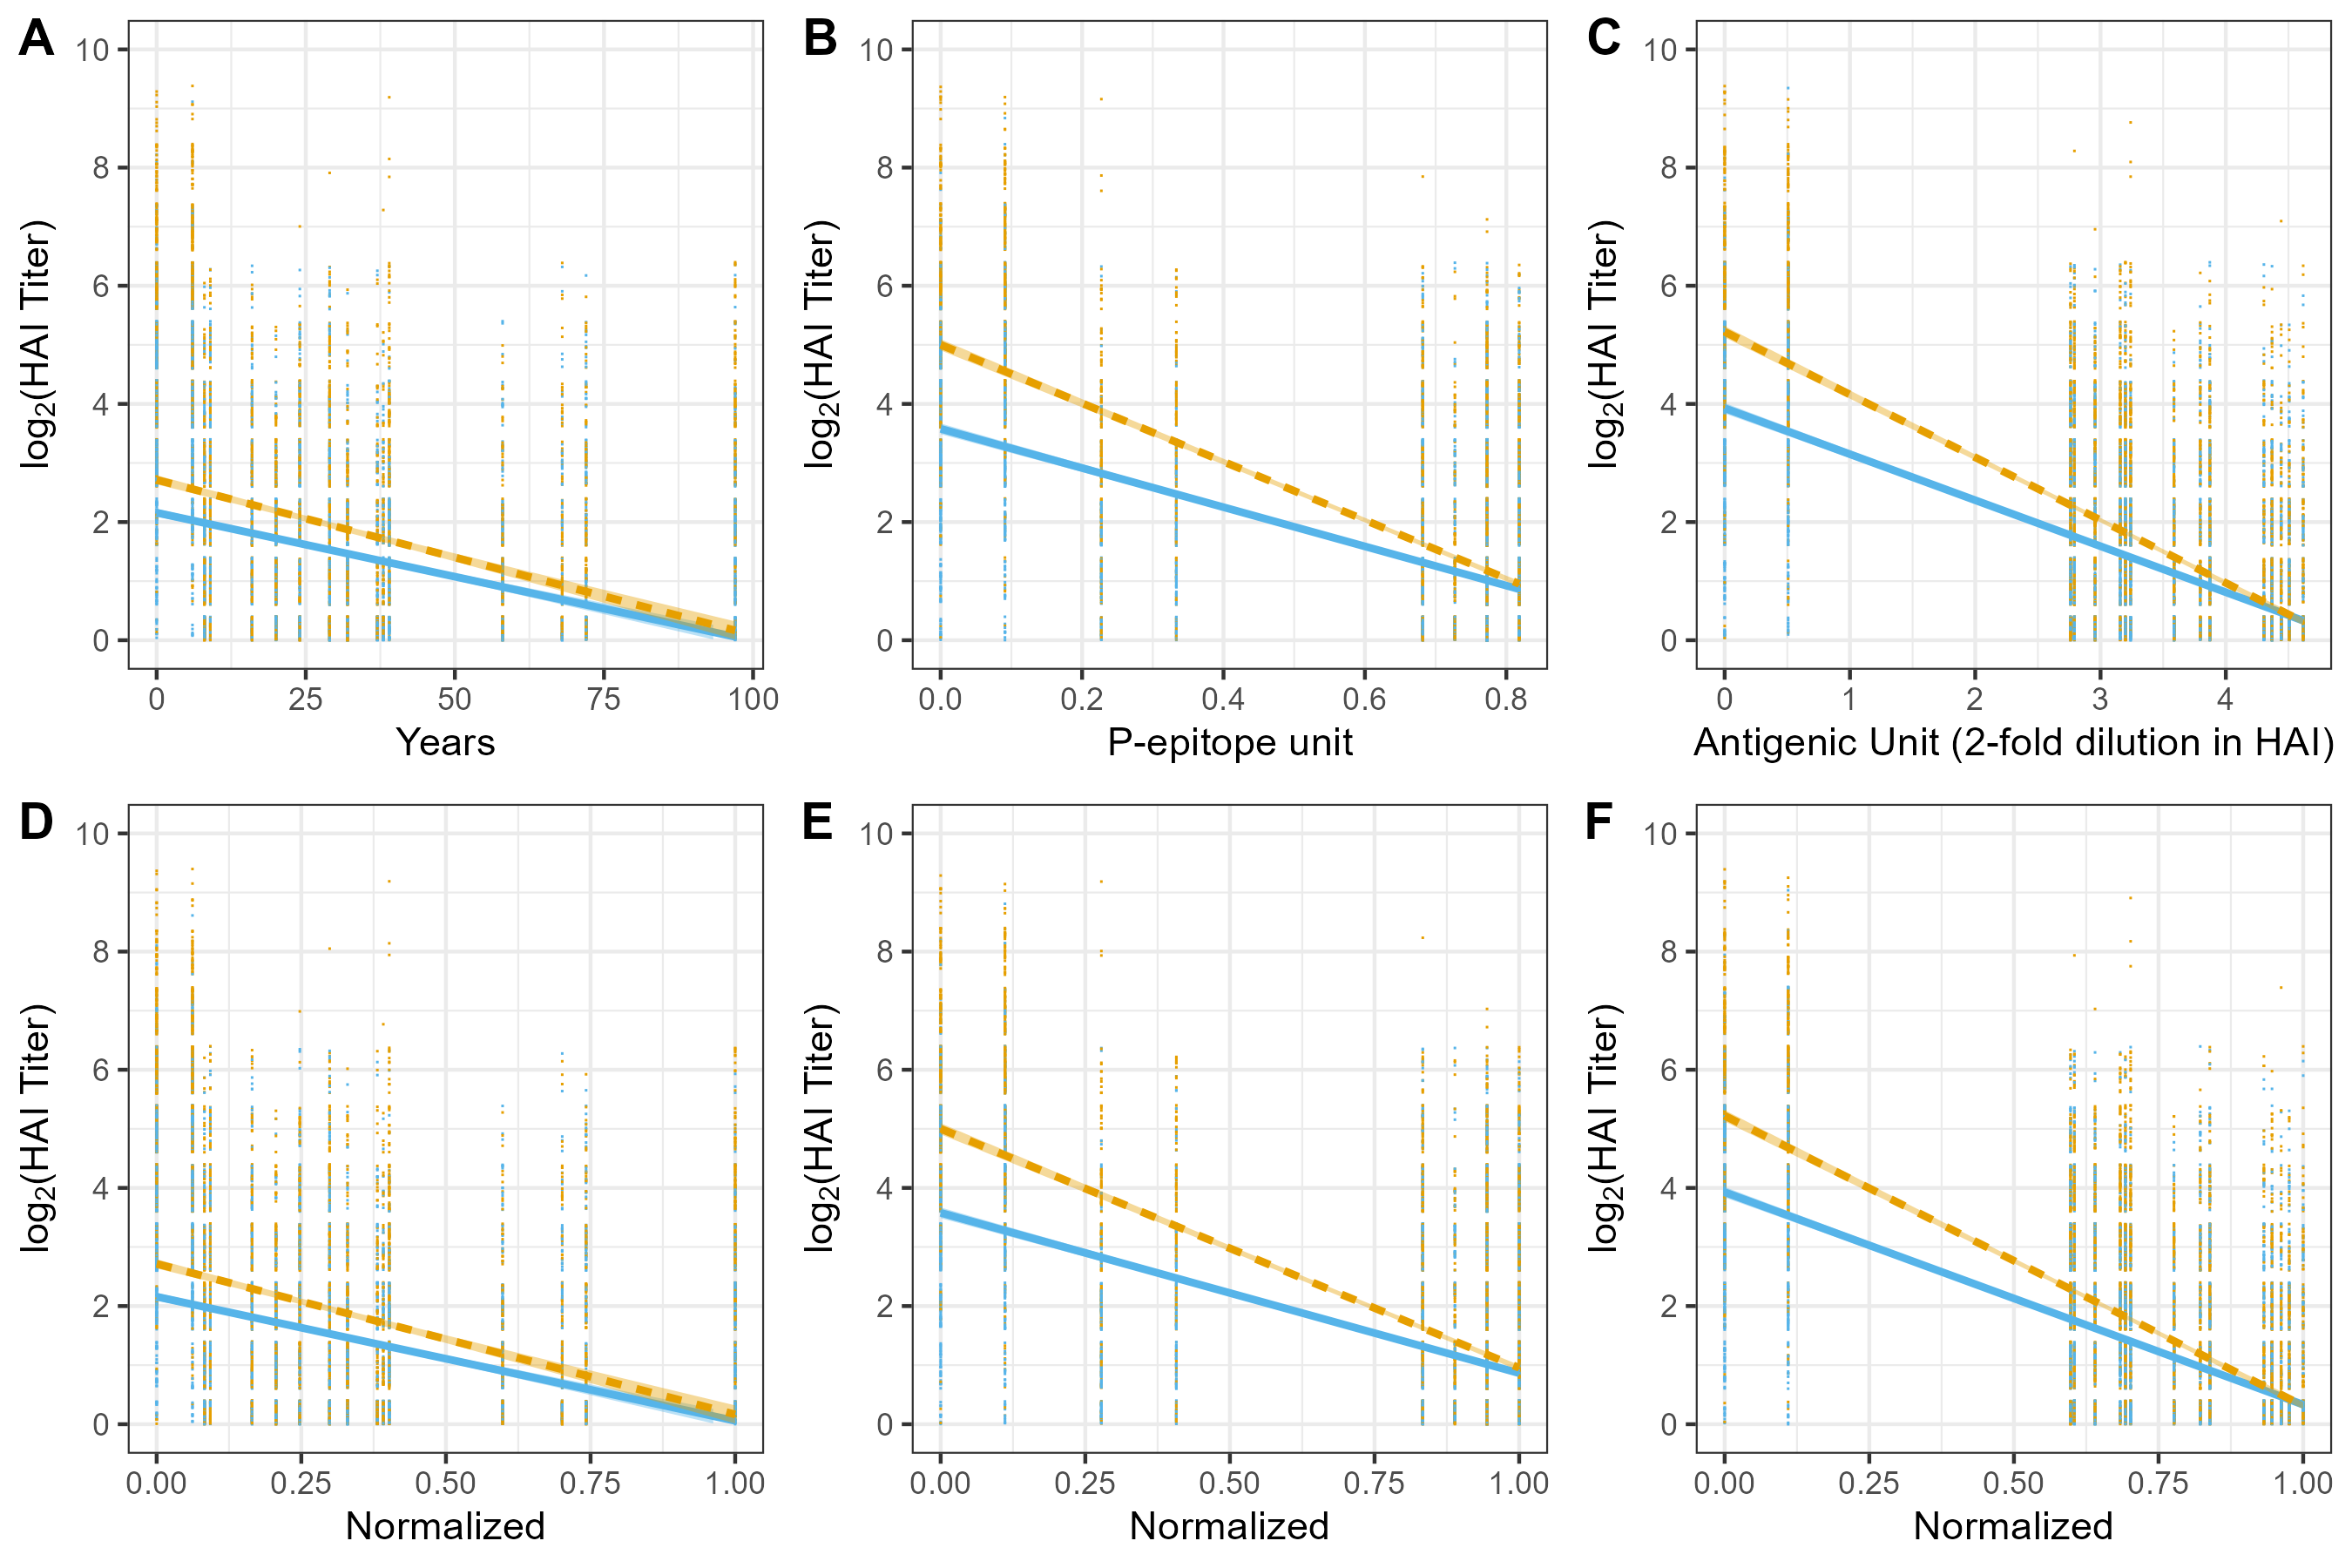 A
10
8
6
4
2
0
log2(HAI Titer)
0 25 50 75 100
Years
B
10
8
6
4
2
0
log2(HAI Titer)
0.0 0.2 0.4 0.6 0.8
P-epitope unit
C
10
8
6
4
2
0
log2(HAI Titer)
0 1 2 3 4
Antigenic Unit (2-fold dilution in HAI)
D
10
8
6
4
2
0
log2(HAI Titer)
0.00 0.25 0.50 0.75 1.00
Normalized
E
10
8
6
4
2
0
log2(HAI Titer)
0.00 0.25 0.50 0.75 1.00
Normalized
F
10
8
6
4
2
0
log2(HAI Titer)
0.00 0.25 0.50 0.75 1.00
Normalized